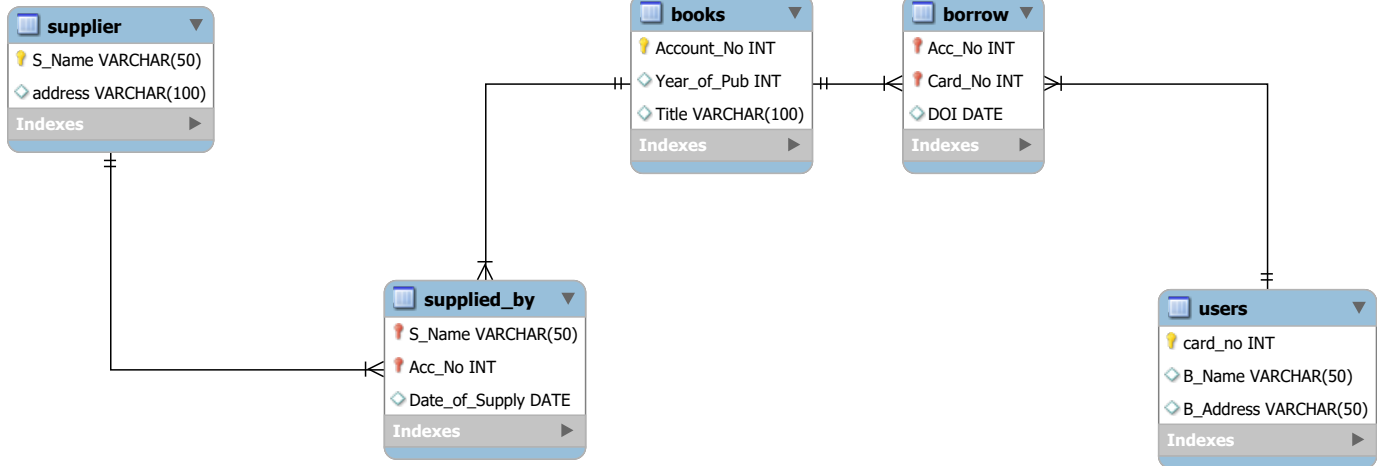 supplier
S_Name VARCHAR(50)
address VARCHAR(100)
Indexes
books
Account_No INT
Year_of_Pub INT
Title VARCHAR(100)
Indexes
borrow
Acc_No INT
Card_No INT
DOI DATE
Indexes
supplied_by
S_Name VARCHAR(50)
Acc_No INT
Date_of_Supply DATE
Indexes
users
card_no INT
B_Name VARCHAR(50)
B_Address VARCHAR(50)
Indexes